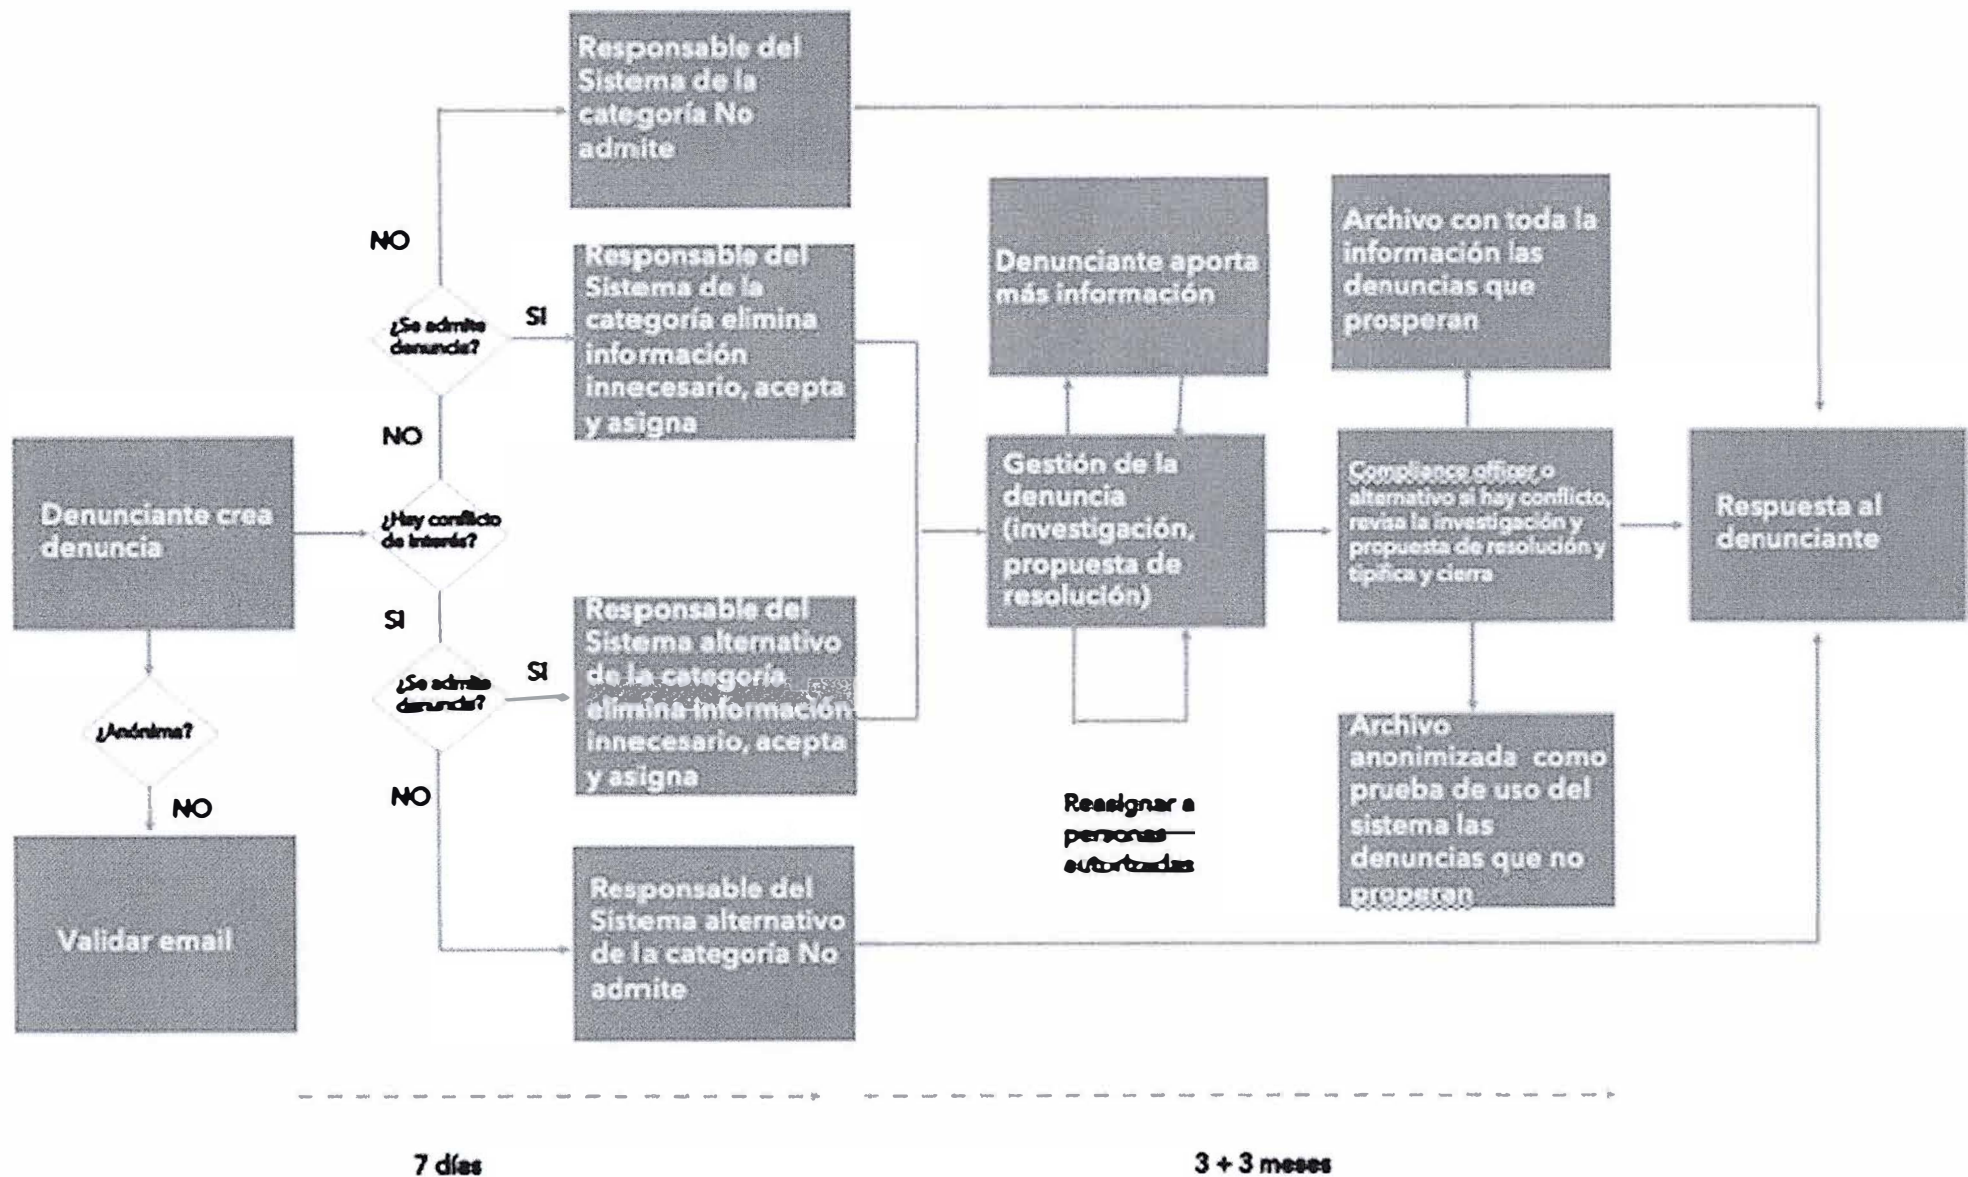 Denunciante crea
denuncia
¿Anónima?
NO
Validar email
¿Hay conflicto
de Interés?
NO
¿Se admite
denuncia?
NO
Responsable del
Sistema de la
categoría No
admite
SI
Responsable del
Sistema de la
categoría elimina
información
innecesario, acepta
y asigna
SI
¿Se admite
denuncia?
SI
Responsable del
Sistema alternativo
de la categoría
elimina información
innecesario, acepta
y asigna
NO
Responsable del
Sistema alternativo
de la categoría No
admite
Denunciante aporta
más información
Gestión de la
denuncia
(investigación,
propuesta de
resolución)
Reasignar a
personas
autorizadas
Archivo con toda la
información las
denuncias que
prosperan
Compliance officer o
alternativo si hay conflicto,
revisa la investigación y
propuesta de resolución y
tipifica y cierra
Archivo
anonimizada como
prueba de uso del
sistema las
denuncias que no
properan
Respuesta al
denunciante
7 días
3 + 3 meses